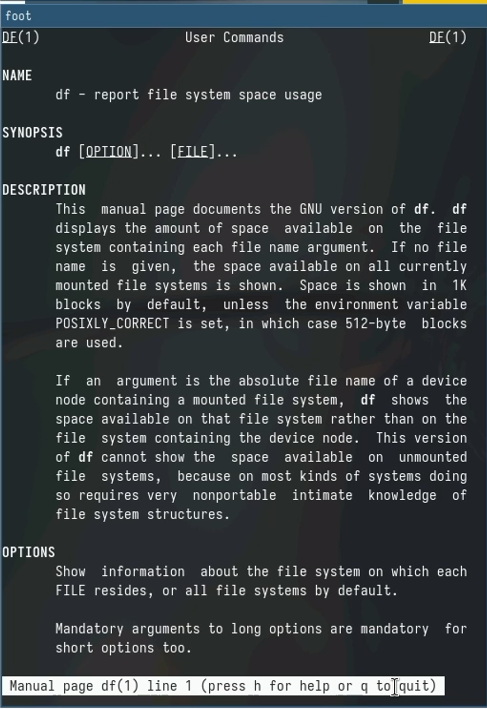 foot
DF(1) User Commands DF(1)
NAME
df - report file system space usage
SYNOPSIS
df [OPTION]... [FILE]...
DESCRIPTION
This manual page documents the GNU version of df. df
displays the amount of space available on the file
system containing each file name argument. If no file
name is given, the space available on all currently
mounted file systems is shown. Space is shown in 1K
blocks by default, unless the environment variable
POSIXLY_CORRECT is set, in which case 512-byte blocks
are used.
If an argument is the absolute file name of a device
node containing a mounted file system, df shows the
space available on that file system rather than on the
file system containing the device node. This version
of df cannot show the space available on unmounted
file systems, because on most kinds of systems doing
so requires very nonportable intimate knowledge of
file system structures.
OPTIONS
Show information about the file system on which each
FILE resides, or all file systems by default.
Mandatory arguments to long options are mandatory for
short options too.
Manual page df(1) line 1 (press h for help or q to quit)